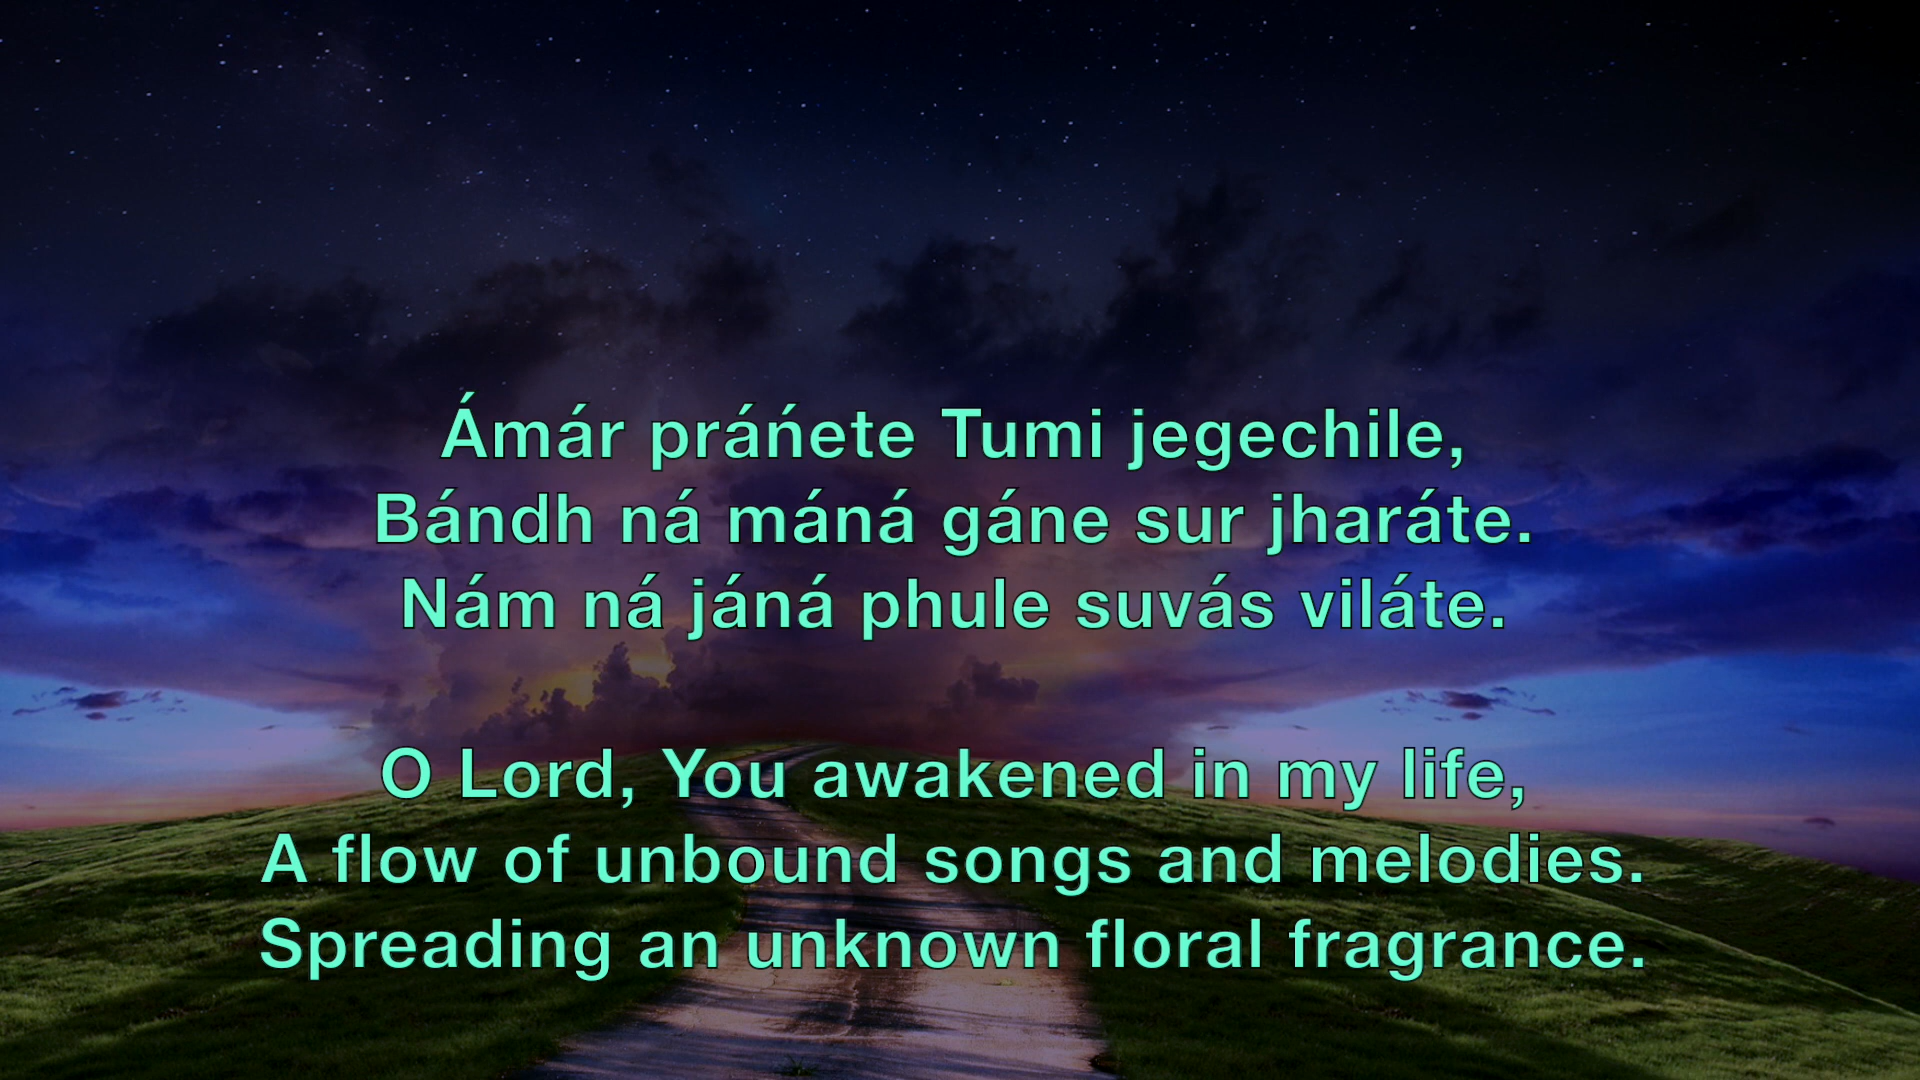 Ámár práńete Tumi jegechile,
Bándh ná máná gáne sur jharáte.
Nám ná jáná phule suvás viláte.
O Lord, You awakened in my life,
A flow of unbound songs and melodies.
Spreading an unknown floral fragrance.